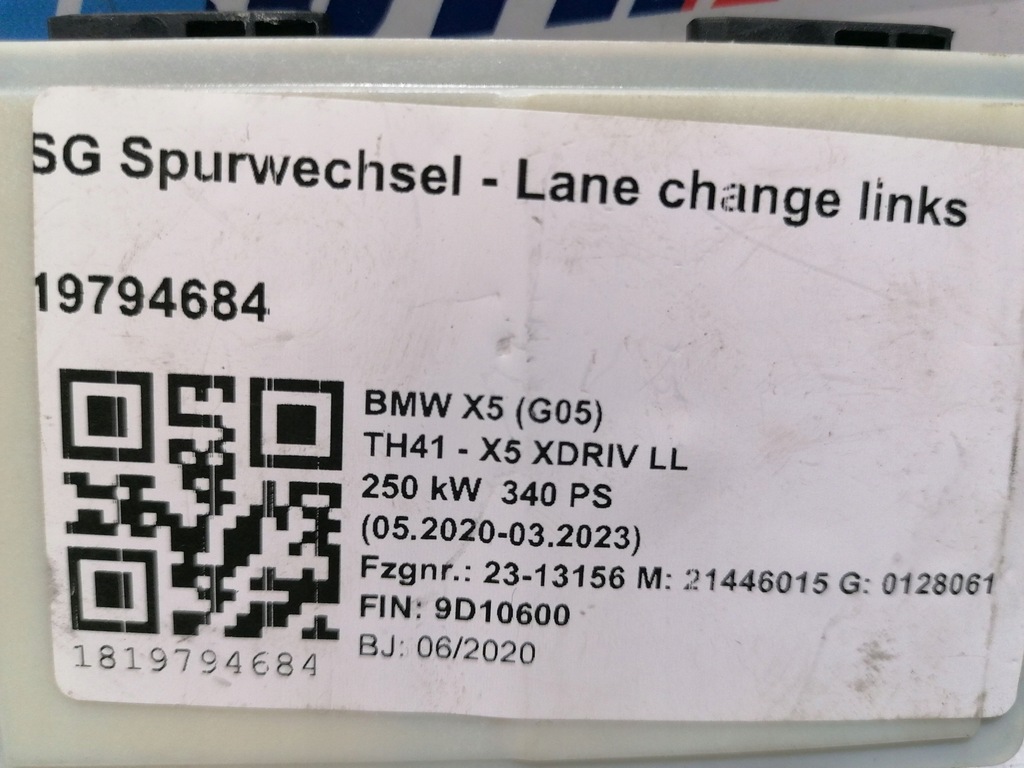 SG Spurwechsel - Lane change links
19794684
BMW X5 (G05)
TH41 - X5 XDRIV LL
250 kW 340 PS
(05.2020-03.2023)
Fzgnr.: 23-13156 M: 21446015 G: 0128061
FIN: 9D10600
BJ: 06/2020
1819794684